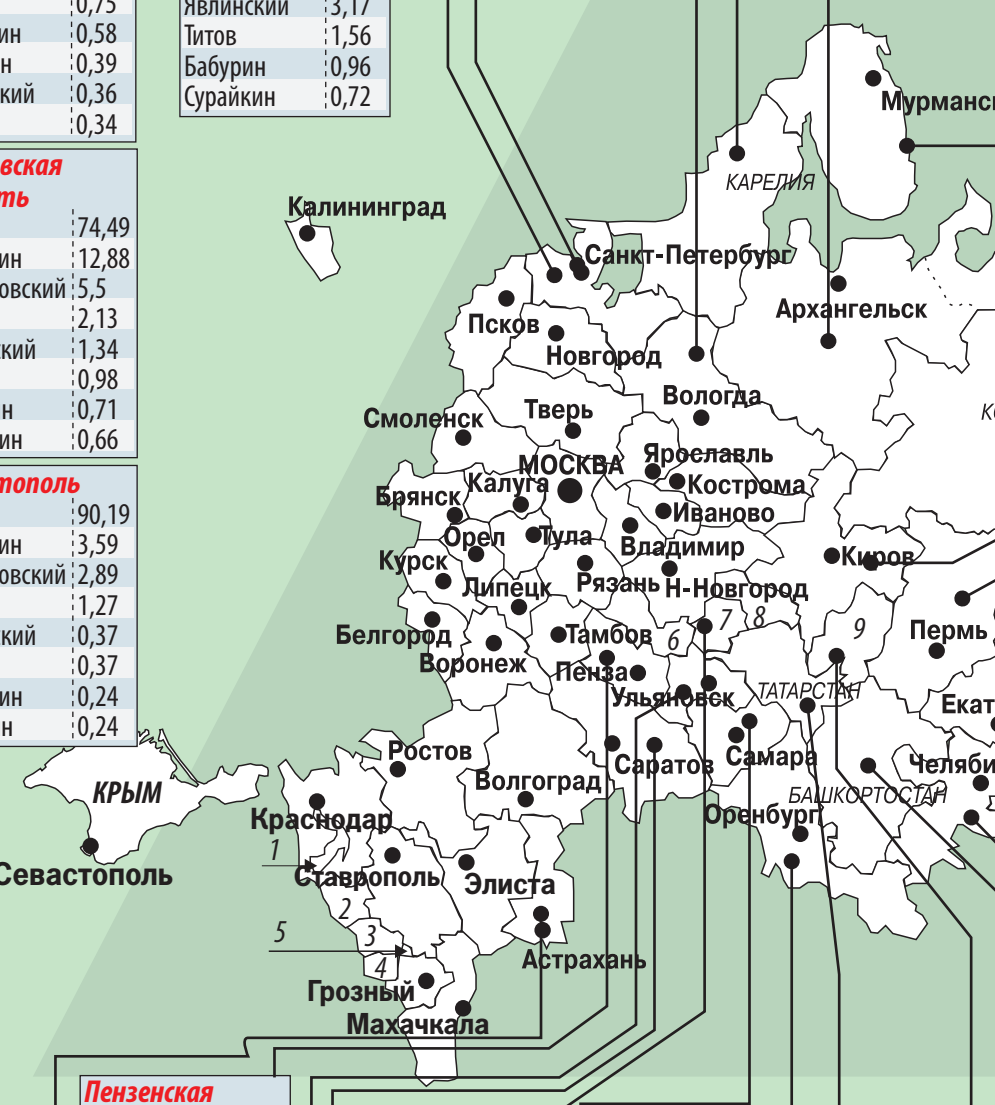 0,75
0,58
0,39
0,36
0,34
Явлинский 3,17
Титов 1,56
Бабурин 0,96
Сурайкин 0,72
74,49
12,88
5,5
2,13
1,34
0,98
0,71
0,66
90,19
3,59
2,89
1,27
0,37
0,37
0,24
0,24
Мурманс
КАРЕЛИЯ
Калининград
Санкт-Петербург
Архангельск
Псков
Новгород
Вологда
Смоленск
Тверь
Ярославль
МОСКВА
Калуга
Кострома
Брянск
Иваново
Орел
Тула
Владимир
Киров
Курск
Липецк
Рязань
Н-Новгород
Белгород
Тамбов
6
7
8
9
Пермь
Воронеж
Пенза
Ульяновск
ТАТАРСТАН
Екат
Ростов
Волгоград
Саратов
Самара
Челяби
КРЫМ
БАШКОРТОСТАН
Краснодар
Оренбург
1
Севастополь
Ставрополь
Элиста
2
5
3
4
Астрахань
Грозный
Махачкала
Пензенская